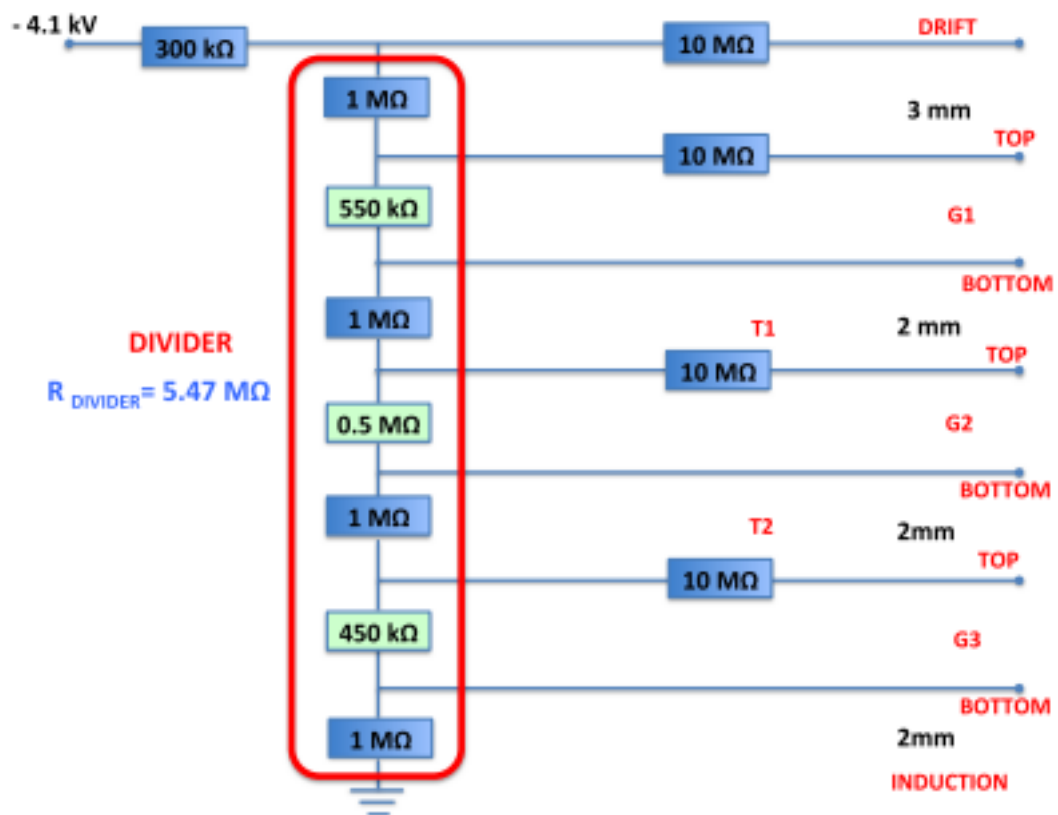 - 4.1 kV
300 kΩ
10 MΩ
DRIFT
1 MΩ
3 mm
10 MΩ
TOP
550 kΩ
G1
BOTTOM
1 MΩ
T1
2 mm
DIVIDER
10 MΩ
TOP
R DIVIDER= 5.47 MΩ
0.5 MΩ
G2
BOTTOM
1 MΩ
T2
2mm
10 MΩ
TOP
450 kΩ
G3
BOTTOM
1 MΩ
2mm
INDUCTION